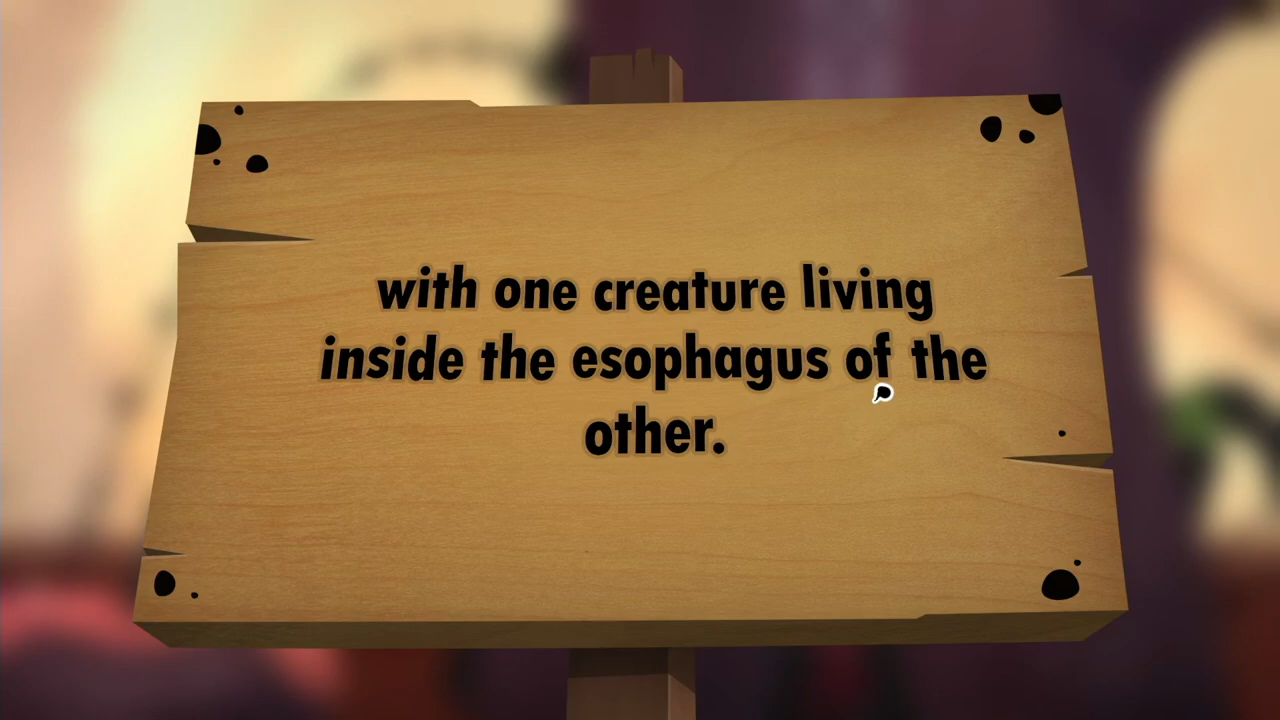 with one creature living
inside the esophagus of the
other.